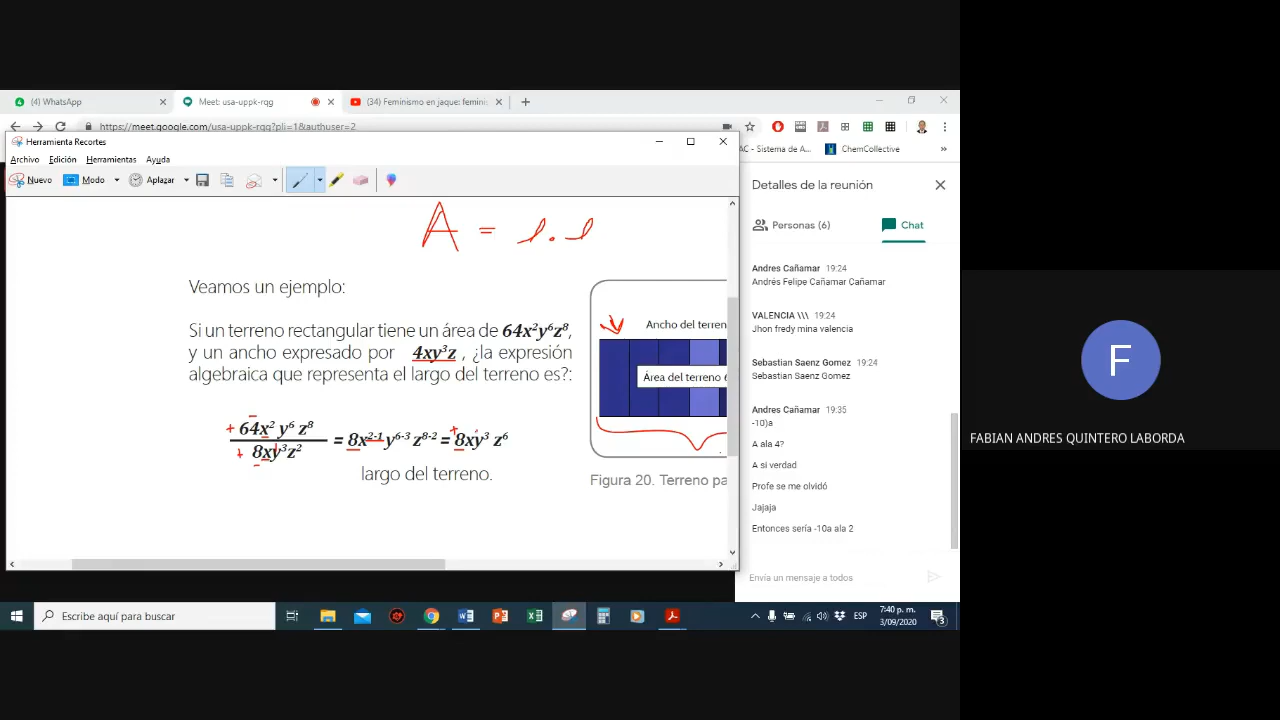 (4) WhatsApp
Meet: usa-uppk-rqg
(34) Feminismo en jaque: femini
https://meet.google.com/usa-uppk-rqg?pli=1&authuser=2
Herramienta Recortes
AC - Sistema de A...
ChemCollective
»
Archivo Edición Herramientas Ayuda
Nuevo Modo Aplazar
A = l . l
Veamos un ejemplo:
Si un terreno rectangular tiene un área de 64x²y⁶z⁸,
y un ancho expresado por 4xy³z , ¿la expresión
algebraica que representa el largo del terreno es?:
+ 64x² y⁶ z⁸ / + 8xy³z² = 8x²⁻¹y⁶⁻³ z⁸⁻² = + 8xy³ z⁶
largo del terreno.
Ancho del terren
Área del terreno 6
Figura 20. Terreno pa
Detalles de la reunión
Personas (6) Chat
Andres Cañamar 19:24
Andrés Felipe Cañamar Cañamar
VALENCIA \\\ 19:24
Jhon fredy mina valencia
Sebastian Saenz Gomez 19:24
Sebastian Saenz Gomez
Andres Cañamar 19:35
-10)a
A ala 4?
A si verdad
Profe se me olvidó
Jajaja
Entonces sería -10a ala 2
Envía un mensaje a todos
F
FABIAN ANDRES QUINTERO LABORDA
Escribe aquí para buscar
ESP
7:40 p. m.
3/09/2020
3